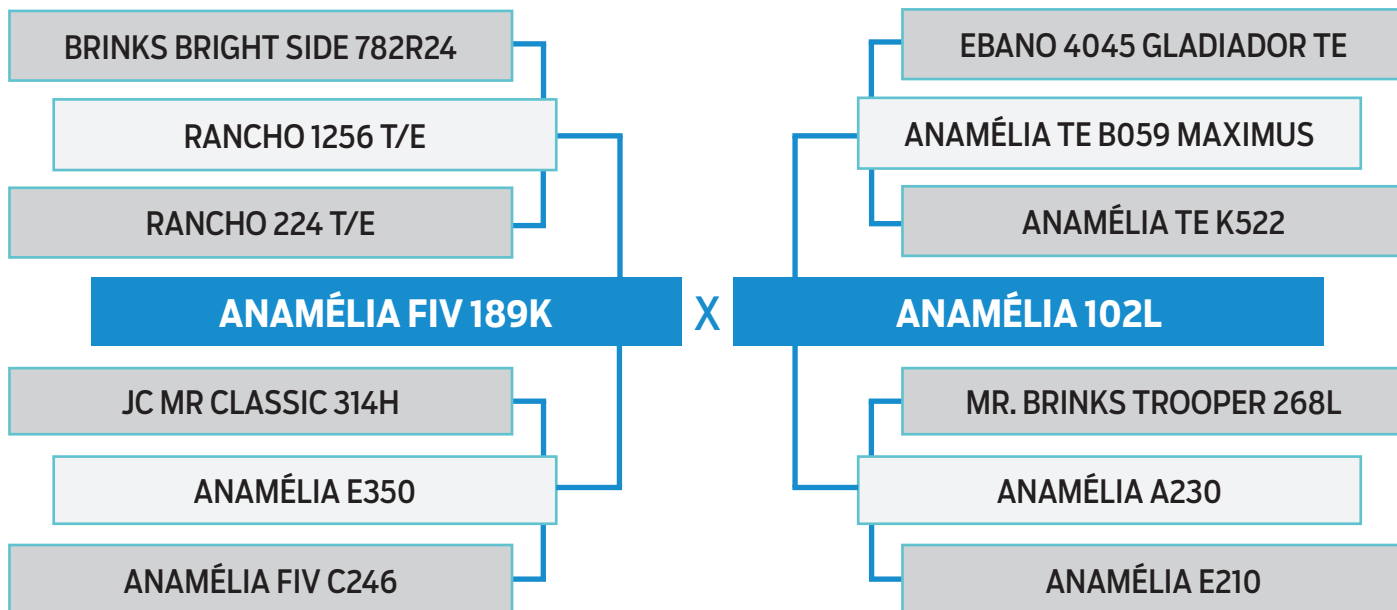 BRINKS BRIGHT SIDE 782R24
RANCHO 1256 T/E
RANCHO 224 T/E
ANAMÉLIA FIV 189K
JC MR CLASSIC 314H
ANAMÉLIA E350
ANAMÉLIA FIV C246
X
EBANO 4045 GLADIADOR TE
ANAMÉLIA TE B059 MAXIMUS
ANAMÉLIA TE K522
ANAMÉLIA 102L
MR. BRINKS TROOPER 268L
ANAMÉLIA A230
ANAMÉLIA E210